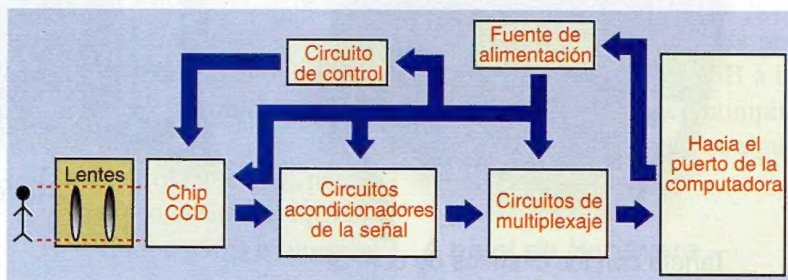 Circuito
de control
Fuente de
alimentación
Lentes
Chip
CCD
Circuitos
acondicionadores
de la señal
Circuitos de
multiplexaje
Hacia el
puerto de la
computadora